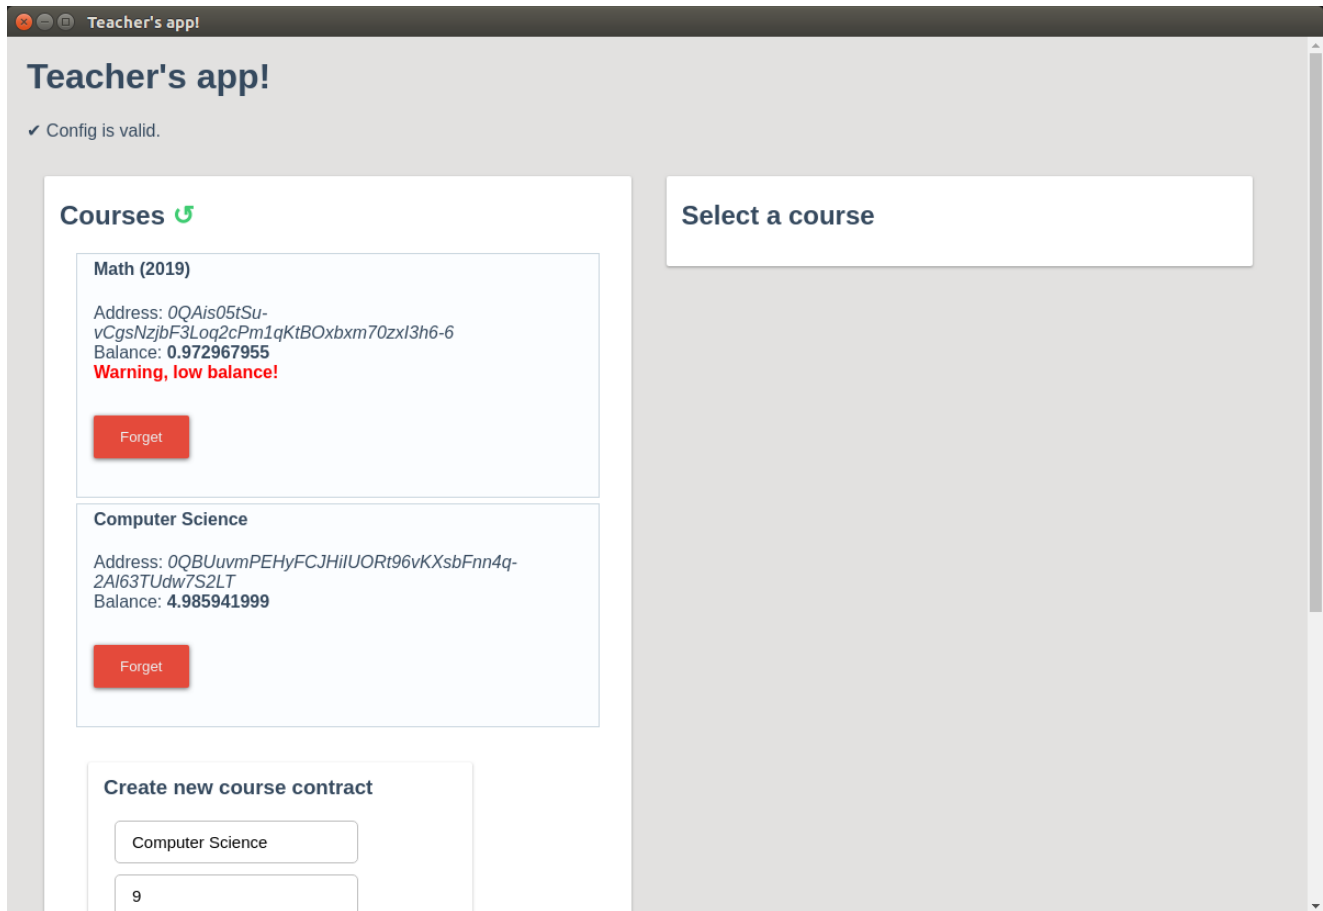 Teacher's app!
Teacher's app!
✔ Config is valid.
Courses ↺
Math (2019)
Address: 0QAis05tSu-
vCgsNzjbF3Loq2cPm1qKtBOxbxm70zxI3h6-6
Balance: 0.972967955
Warning, low balance!
Forget
Computer Science
Address: 0QBUuvmPEHyFCJHiIUORt96vKXsbFnn4q-
2Al63TUdw7S2LT
Balance: 4.985941999
Forget
Create new course contract
Computer Science
9
Select a course